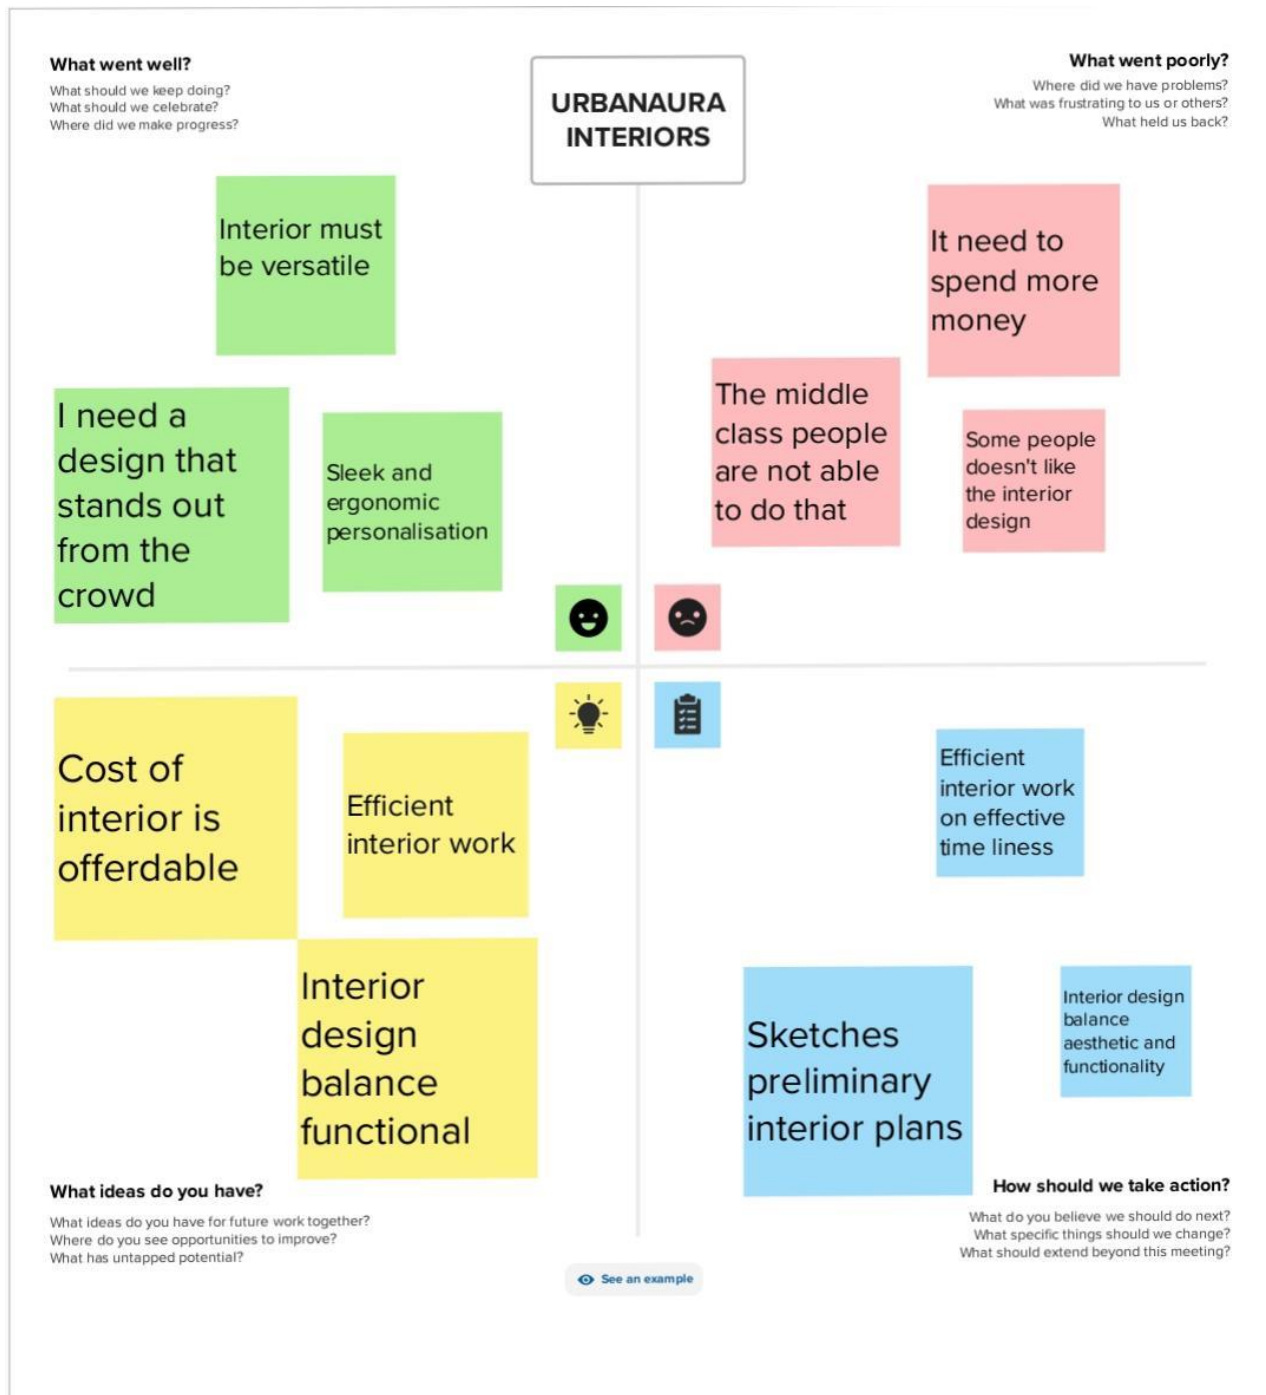 What went well?
What should we keep doing?
What should we celebrate?
Where did we make progress?
URBANAURA
INTERIORS
What went poorly?
Where did we have problems?
What was frustrating to us or others?
What held us back?
Interior must
be versatile
I need a
design that
stands out
from the
crowd
Sleek and
ergonomic
personalisation
It need to
spend more
money
The middle
class people
are not able
to do that
Some people
doesn't like
the interior
design
Cost of
interior is
offerdable
Efficient
interior work
Interior
design
balance
functional
Efficient
interior work
on effective
time liness
Sketches
preliminary
interior plans
Interior design
balance
aesthetic and
functionality
What ideas do you have?
What ideas do you have for future work together?
Where do you see opportunities to improve?
What has untapped potential?
How should we take action?
What do you believe we should do next?
What specific things should we change?
What should extend beyond this meeting?
See an example